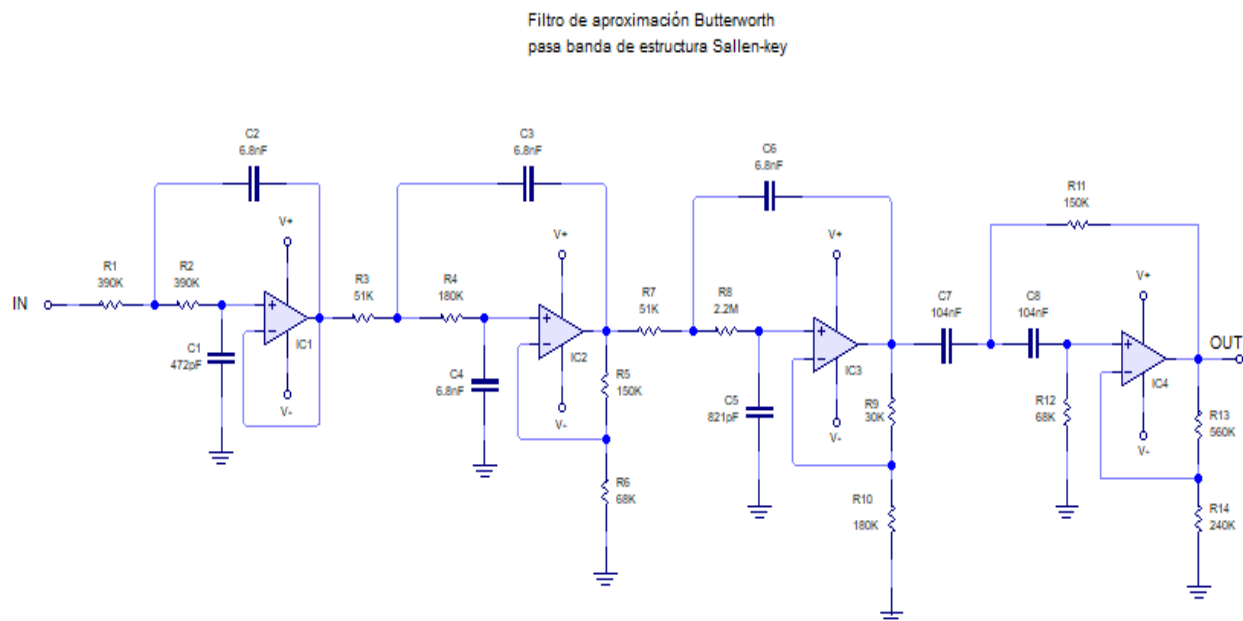 Filtro de aproximación Butterworth
pasa banda de estructura Sallen-key
C2
6.8nF
C3
6.8nF
C6
6.8nF
R11
150K
V+
V+
V+
V+
R1
390K
R2
390K
R3
51K
R4
180K
R7
51K
R8
2.2M
C7
104nF
C8
104nF
IN
OUT
IC1
IC2
IC3
IC4
C1
472pF
V-
C4
6.8nF
V-
R5
150K
C5
821pF
V-
R9
30K
R12
68K
V-
R13
560K
R6
68K
R10
180K
R14
240K